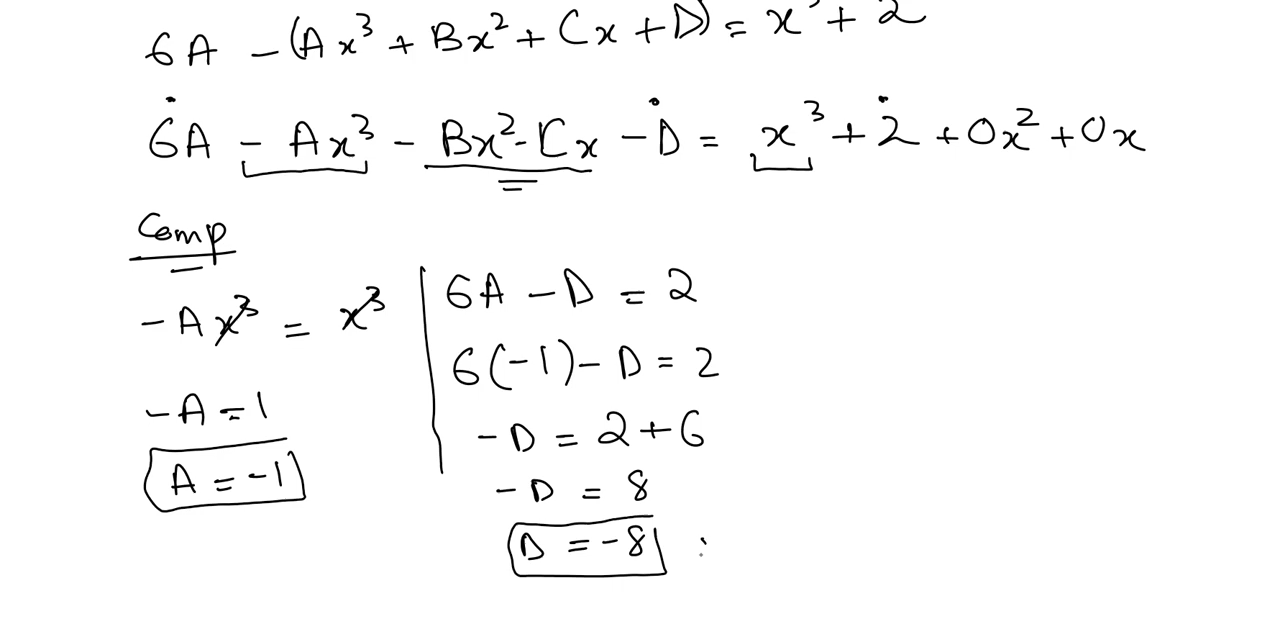 6A - (Ax³ + Bx² + Cx + D) = x³ + 2
6A - Ax³ - Bx² - Cx - D = x³ + 2 + 0x² + 0x
Comp
-Ax³ = x³
-A = 1
A = -1
6A - D = 2
6(-1) - D = 2
-D = 2 + 6
-D = 8
D = -8